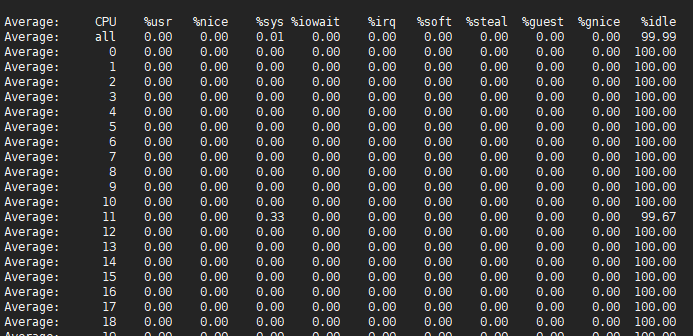 Average: CPU %usr %nice %sys %iowait %irq %soft %steal %guest %gnice %idle
Average: all 0.00 0.00 0.01 0.00 0.00 0.00 0.00 0.00 0.00 99.99
Average: 0 0.00 0.00 0.00 0.00 0.00 0.00 0.00 0.00 0.00 100.00
Average: 1 0.00 0.00 0.00 0.00 0.00 0.00 0.00 0.00 0.00 100.00
Average: 2 0.00 0.00 0.00 0.00 0.00 0.00 0.00 0.00 0.00 100.00
Average: 3 0.00 0.00 0.00 0.00 0.00 0.00 0.00 0.00 0.00 100.00
Average: 4 0.00 0.00 0.00 0.00 0.00 0.00 0.00 0.00 0.00 100.00
Average: 5 0.00 0.00 0.00 0.00 0.00 0.00 0.00 0.00 0.00 100.00
Average: 6 0.00 0.00 0.00 0.00 0.00 0.00 0.00 0.00 0.00 100.00
Average: 7 0.00 0.00 0.00 0.00 0.00 0.00 0.00 0.00 0.00 100.00
Average: 8 0.00 0.00 0.00 0.00 0.00 0.00 0.00 0.00 0.00 100.00
Average: 9 0.00 0.00 0.00 0.00 0.00 0.00 0.00 0.00 0.00 100.00
Average: 10 0.00 0.00 0.00 0.00 0.00 0.00 0.00 0.00 0.00 100.00
Average: 11 0.00 0.00 0.33 0.00 0.00 0.00 0.00 0.00 0.00 99.67
Average: 12 0.00 0.00 0.00 0.00 0.00 0.00 0.00 0.00 0.00 100.00
Average: 13 0.00 0.00 0.00 0.00 0.00 0.00 0.00 0.00 0.00 100.00
Average: 14 0.00 0.00 0.00 0.00 0.00 0.00 0.00 0.00 0.00 100.00
Average: 15 0.00 0.00 0.00 0.00 0.00 0.00 0.00 0.00 0.00 100.00
Average: 16 0.00 0.00 0.00 0.00 0.00 0.00 0.00 0.00 0.00 100.00
Average: 17 0.00 0.00 0.00 0.00 0.00 0.00 0.00 0.00 0.00 100.00
Average: 18 0.00 0.00 0.00 0.00 0.00 0.00 0.00 0.00 0.00 100.00